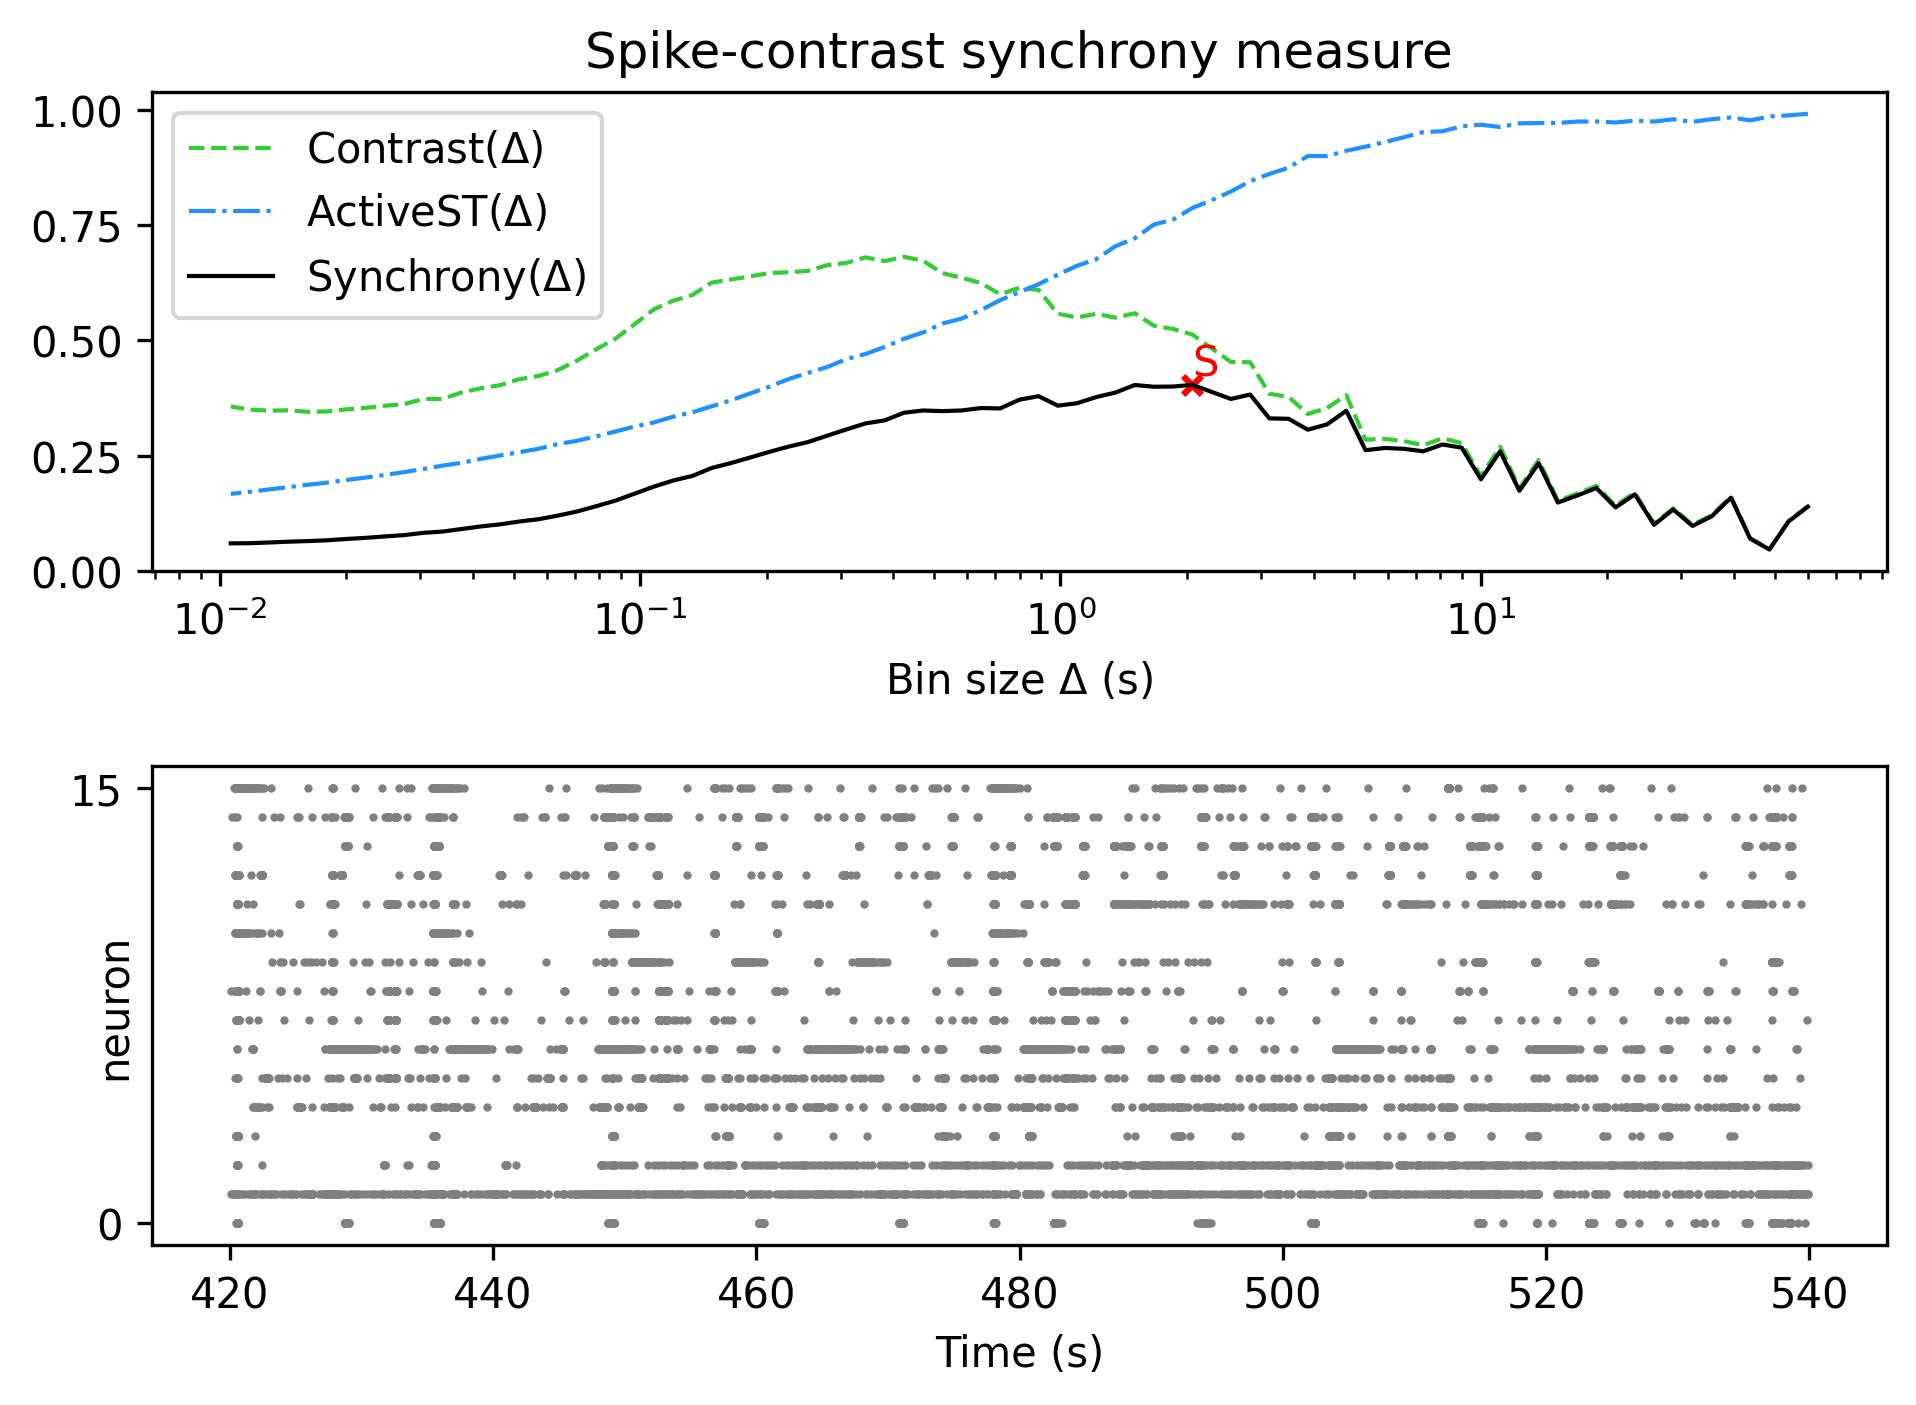 Spike-contrast synchrony measure
1.00
0.75
0.50
0.25
0.00
Contrast(Δ)
ActiveST(Δ)
Synchrony(Δ)
S
10⁻² 10⁻¹ 10⁰ 10¹
Bin size Δ (s)
15
0
neuron
420 440 460 480 500 520 540
Time (s)